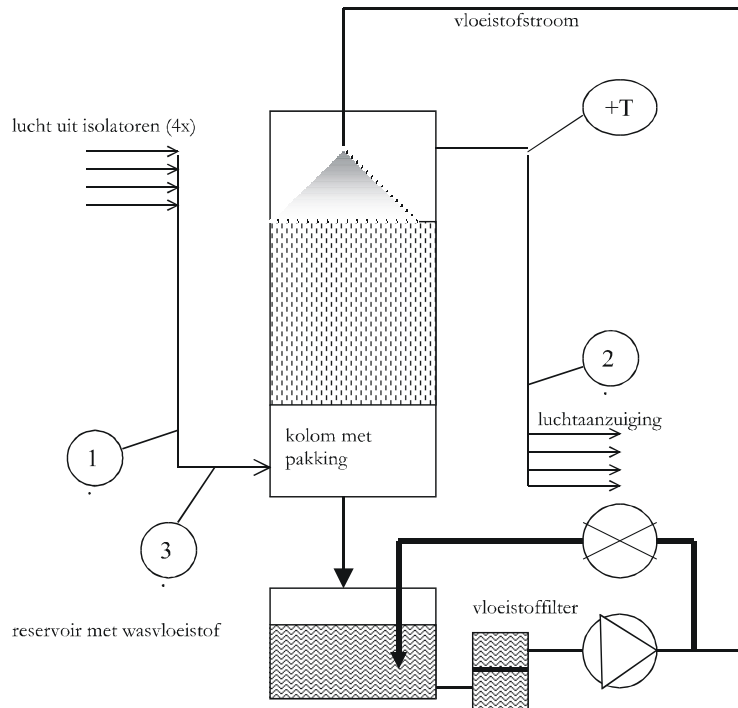 vloeistofstroom
+T
lucht uit isolatoren (4x)
2
luchtaanzuiging
kolom met
pakking
1
3
vloeistoffilter
reservoir met wasvloeistof